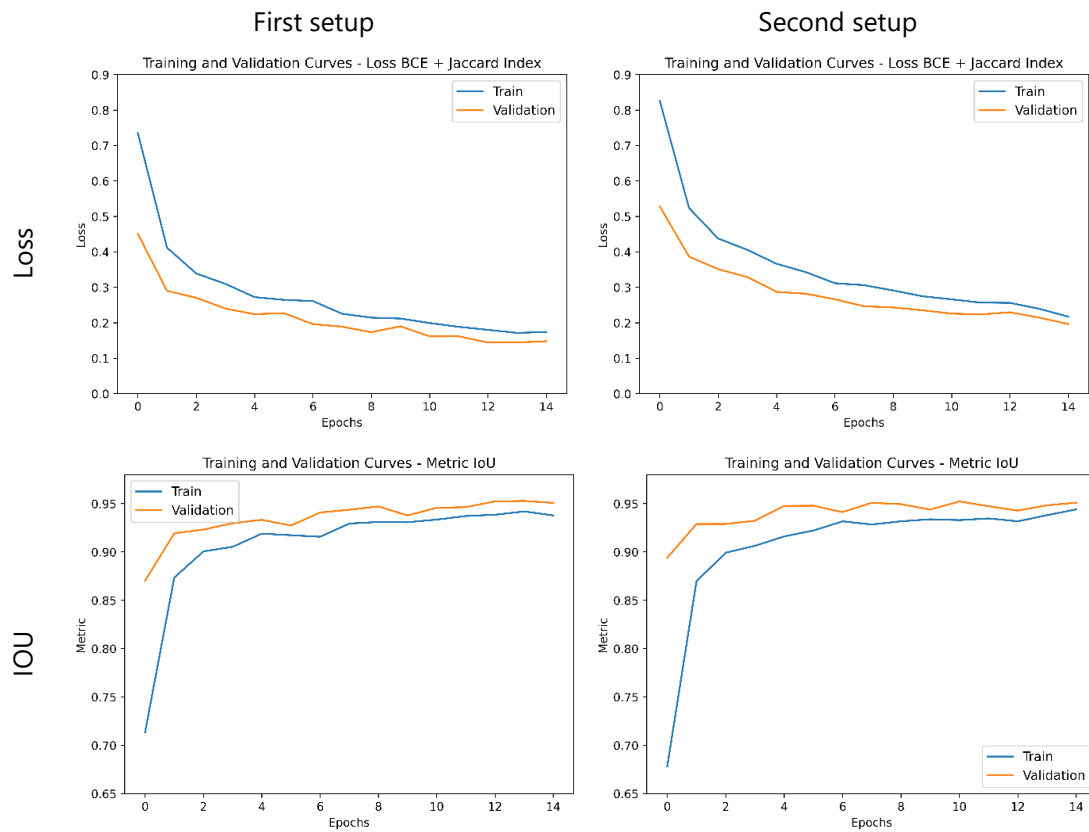 First setup
Second setup
Loss
Training and Validation Curves - Loss BCE + Jaccard Index
Train
Validation
0.9
0.8
0.7
0.6
0.5
0.4
0.3
0.2
0.1
0.0
Loss
0 2 4 6 8 10 12 14
Epochs
Training and Validation Curves - Loss BCE + Jaccard Index
Train
Validation
0.9
0.8
0.7
0.6
0.5
0.4
0.3
0.2
0.1
0.0
Loss
0 2 4 6 8 10 12 14
Epochs
IOU
Training and Validation Curves - Metric IoU
Train
Validation
0.95
0.90
0.85
0.80
0.75
0.70
0.65
Metric
0 2 4 6 8 10 12 14
Epochs
Training and Validation Curves - Metric IoU
0.95
0.90
0.85
0.80
0.75
0.70
0.65
Metric
Train
Validation
0 2 4 6 8 10 12 14
Epochs